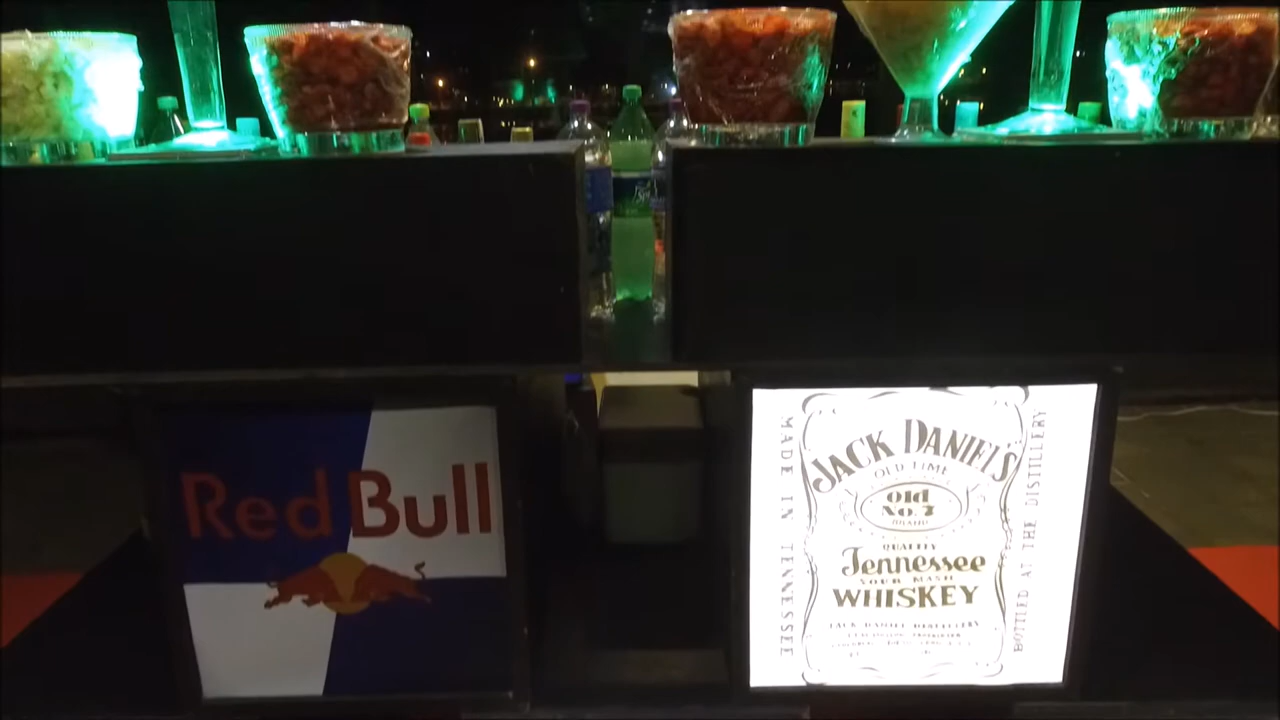 Red Bull
MADE IN TENNESSEE
JACK DANIEL'S
OLD TIME
Old
No. 7
BRAND
QUALITY
Tennessee
SOUR MASH
WHISKEY
JACK DANIEL DISTILLERY
BOTTLED AT THE DISTILLERY